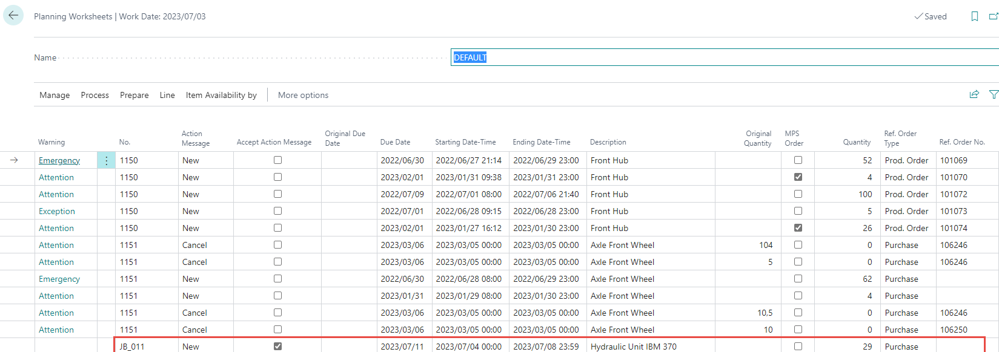 Planning Worksheets | Work Date: 2023/07/03
Saved
Name
DEFAULT
Manage Process Prepare Line Item Availability by More options
Warning No. Action Message Accept Action Message Original Due Date Due Date Starting Date-Time Ending Date-Time Description Original Quantity MPS Order Quantity Ref. Order Type Ref. Order No.
Emergency 1150 New 2022/06/30 2022/06/27 21:14 2022/06/29 23:00 Front Hub 52 Prod. Order 101069
Attention 1150 New 2023/02/01 2023/01/31 09:38 2023/01/31 23:00 Front Hub 4 Prod. Order 101070
Attention 1150 New 2022/07/09 2022/07/01 08:00 2022/07/06 21:40 Front Hub 100 Prod. Order 101072
Exception 1150 New 2022/07/01 2022/06/28 09:15 2022/06/28 23:00 Front Hub 5 Prod. Order 101073
Attention 1150 New 2023/02/01 2023/01/27 16:12 2023/01/30 23:00 Front Hub 26 Prod. Order 101074
Attention 1151 Cancel 2023/03/06 2023/03/05 00:00 2023/03/05 00:00 Axle Front Wheel 104 0 Purchase 106246
Attention 1151 Cancel 2023/03/06 2023/03/05 00:00 2023/03/05 00:00 Axle Front Wheel 5 0 Purchase 106246
Emergency 1151 New 2022/06/30 2022/06/28 08:00 2022/06/29 23:00 Axle Front Wheel 62 Purchase
Attention 1151 New 2023/01/31 2023/01/29 08:00 2023/01/30 23:00 Axle Front Wheel 4 Purchase
Attention 1151 Cancel 2023/03/06 2023/03/05 00:00 2023/03/05 00:00 Axle Front Wheel 10,5 0 Purchase 106246
Attention 1151 Cancel 2023/03/06 2023/03/05 00:00 2023/03/05 00:00 Axle Front Wheel 10 0 Purchase 106250
JB_011 New 2023/07/11 2023/07/04 00:00 2023/07/08 23:59 Hydraulic Unit IBM 370 29 Purchase